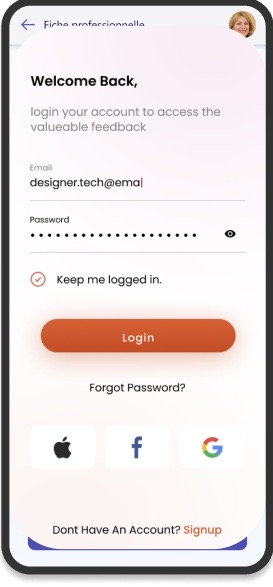 Fiche professionnelle
Welcome Back,
login your account to access the
valueable feedback
Email
designer.tech@ema
Password
Keep me logged in.
Login
Forgot Password?
Dont Have An Account? Signup